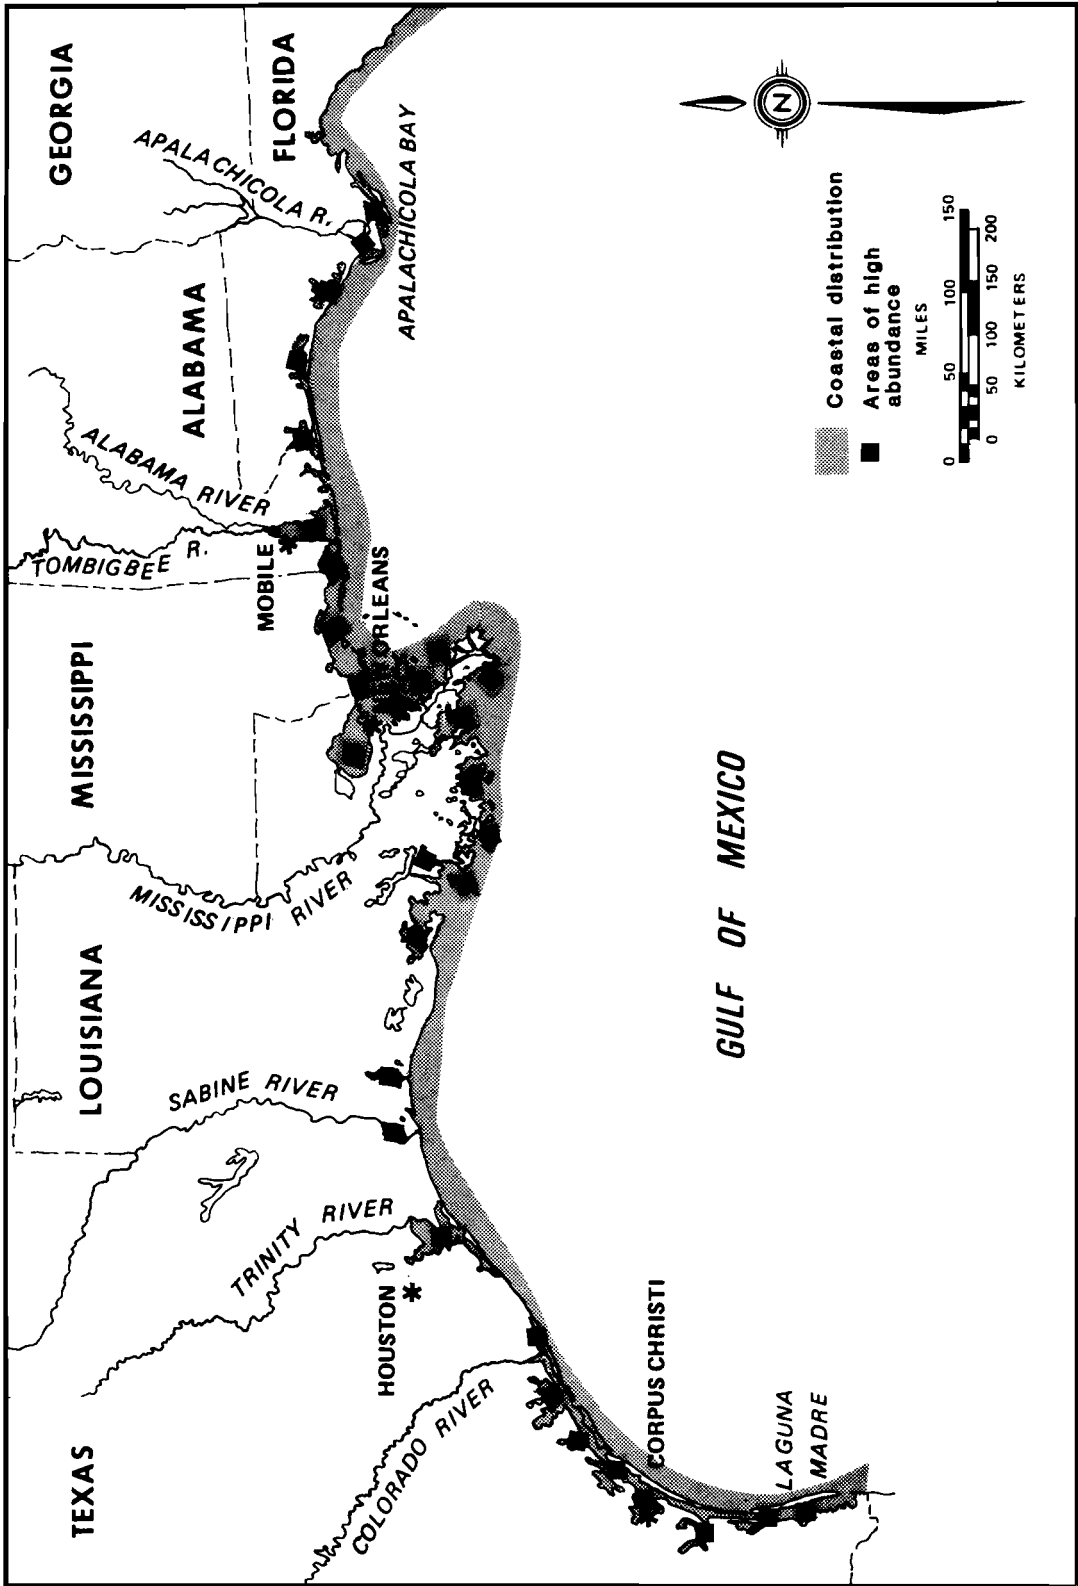 TEXAS
LOUISIANA
MISSISSIPPI
ALABAMA
GEORGIA
FLORIDA
COLORADO RIVER
TRINITY RIVER
SABINE RIVER
MISSISSIPPI RIVER
TOMBIGBEE R.
ALABAMA RIVER
APALACHICOLA R.
HOUSTON
MOBILE
ORLEANS
CORPUS CHRISTI
LAGUNA
MADRE
APALACHICOLA BAY
GULF OF MEXICO
N
Coastal distribution
Areas of high
abundance
MILES
0 50 100 150
0 50 100 150 200
KILOMETERS